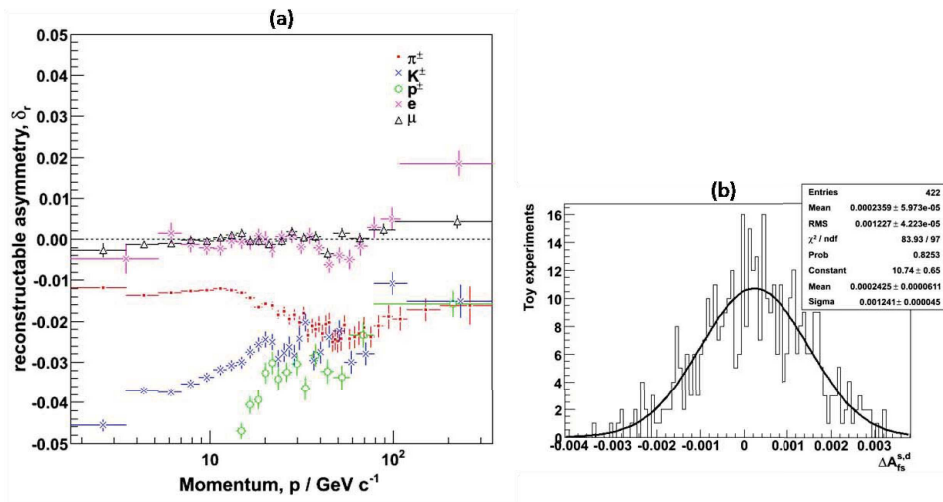 (a)
reconstructable asymmetry, δr
0.05
0.04
0.03
0.02
0.01
0.00
-0.01
-0.02
-0.03
-0.04
-0.05
π±
K±
p±
e
μ
10
10²
Momentum, p / GeV c⁻¹
(b)
Entries 422
Mean 0.0002359 ± 5.973e-05
RMS 0.001227 ± 4.223e-05
χ² / ndf 83.93 / 97
Prob 0.8253
Constant 10.74 ± 0.65
Mean 0.0002425 ± 0.0000611
Sigma 0.001241 ± 0.000045
Toy experiments
16
14
12
10
8
6
4
2
0
-0.004 -0.003 -0.002 -0.001 0 0.001 0.002 0.003
ΔA^{s,d}_{fs}